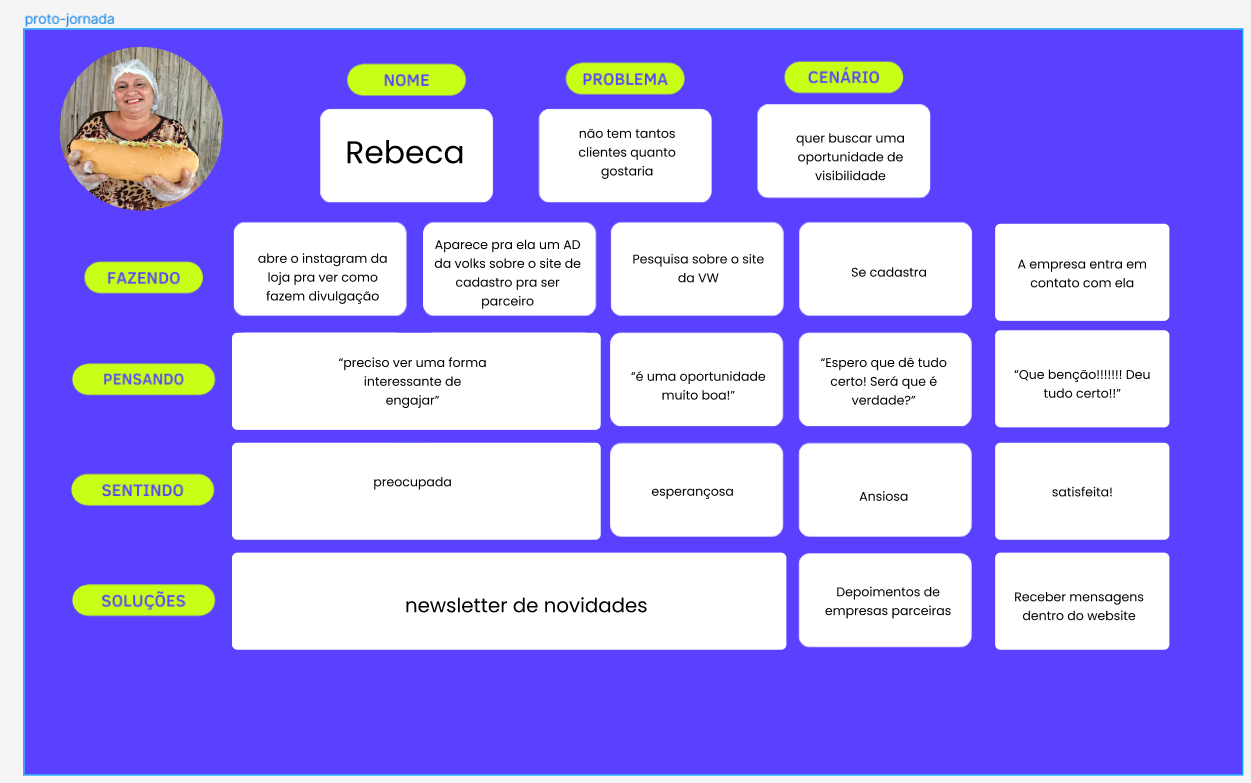 proto-jornada
NOME
PROBLEMA
CENÁRIO
Rebeca
não tem tantos
clientes quanto
gostaria
quer buscar uma
oportunidade de
visibilidade
FAZENDO
abre o instagram da
loja pra ver como
fazem divulgação
Aparece pra ela um AD
da volks sobre o site de
cadastro pra ser
parceiro
Pesquisa sobre o site
da VW
Se cadastra
A empresa entra em
contato com ela
PENSANDO
“preciso ver uma forma
interessante de
engajar”
“é uma oportunidade
muito boa!”
“Espero que dê tudo
certo! Será que é
verdade?”
“Que benção!!!!!!! Deu
tudo certo!!”
SENTINDO
preocupada
esperançosa
Ansiosa
satisfeita!
SOLUÇÕES
newsletter de novidades
Depoimentos de
empresas parceiras
Receber mensagens
dentro do website